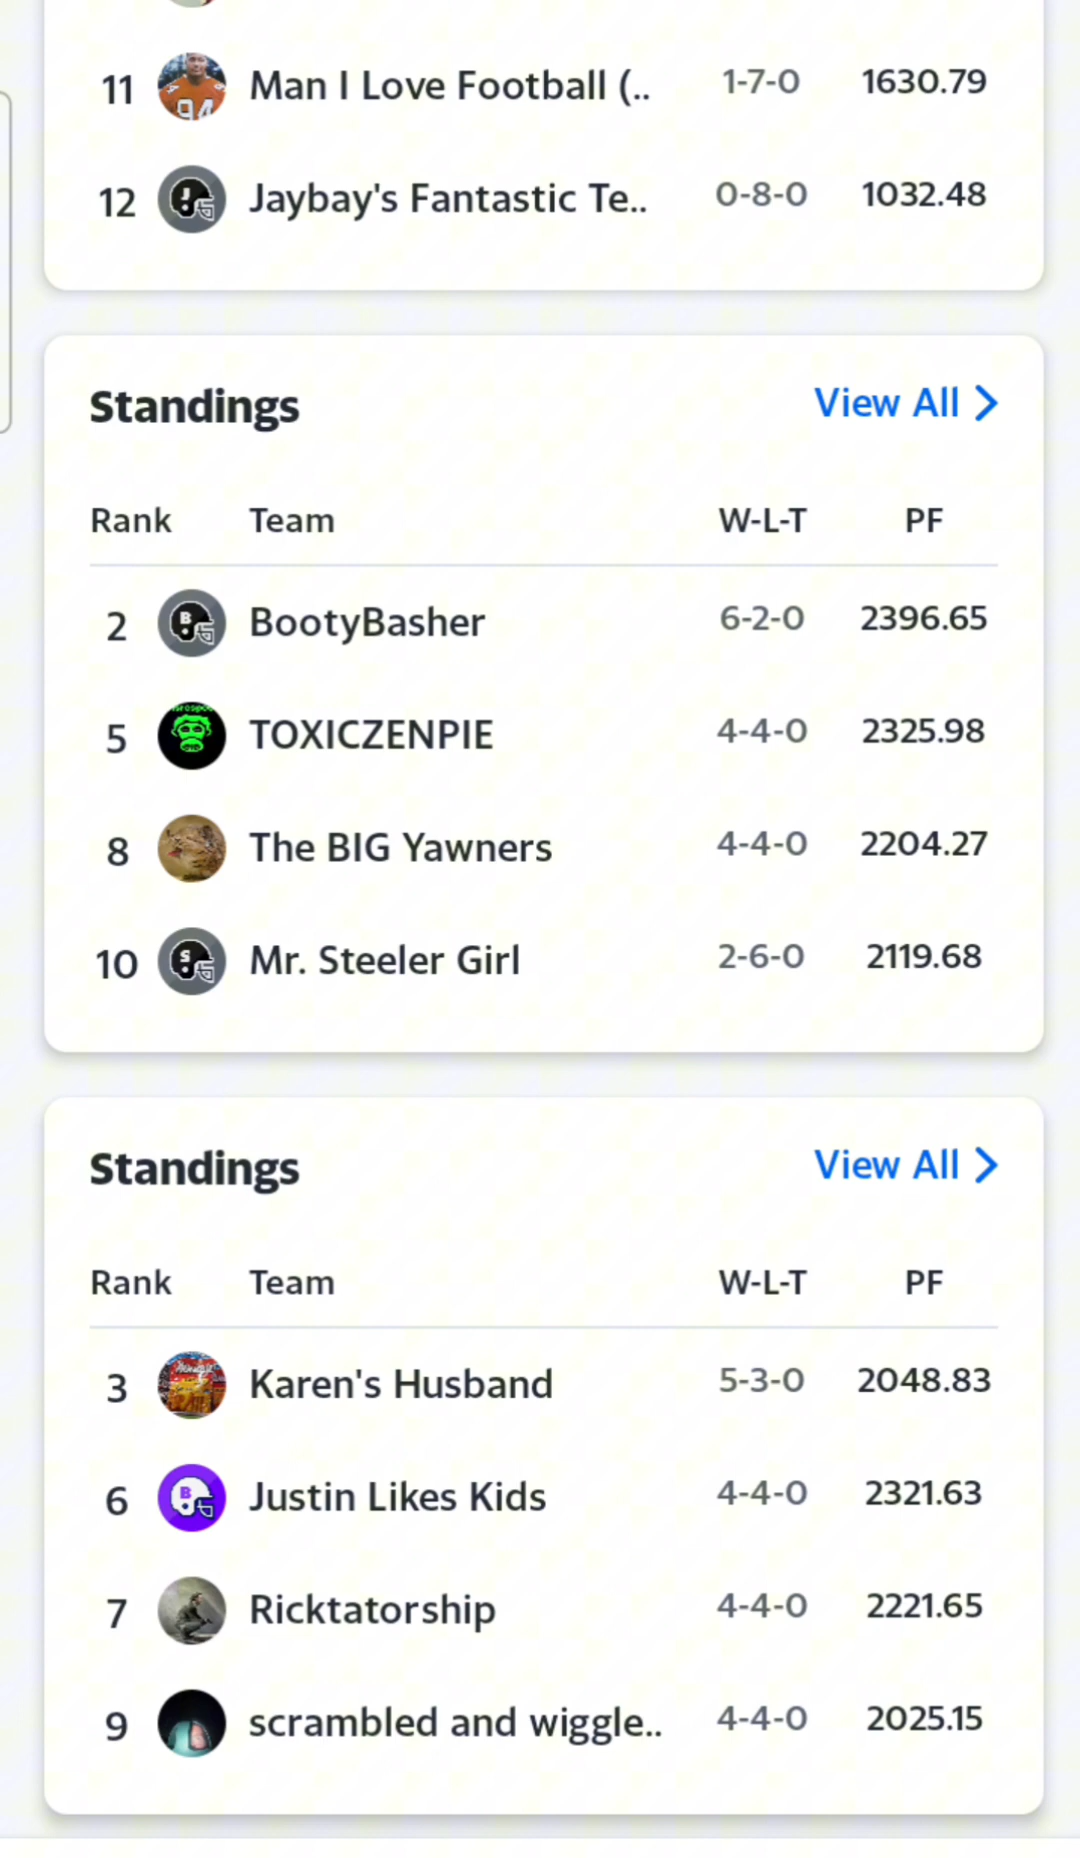 11 Man I Love Football (.. 1-7-0 1630.79
12 Jaybay's Fantastic Te.. 0-8-0 1032.48
Standings View All
Rank Team W-L-T PF
2 BootyBasher 6-2-0 2396.65
5 TOXICZENPIE 4-4-0 2325.98
8 The BIG Yawners 4-4-0 2204.27
10 Mr. Steeler Girl 2-6-0 2119.68
Standings View All
Rank Team W-L-T PF
3 Karen's Husband 5-3-0 2048.83
6 Justin Likes Kids 4-4-0 2321.63
7 Ricktatorship 4-4-0 2221.65
9 scrambled and wiggle.. 4-4-0 2025.15